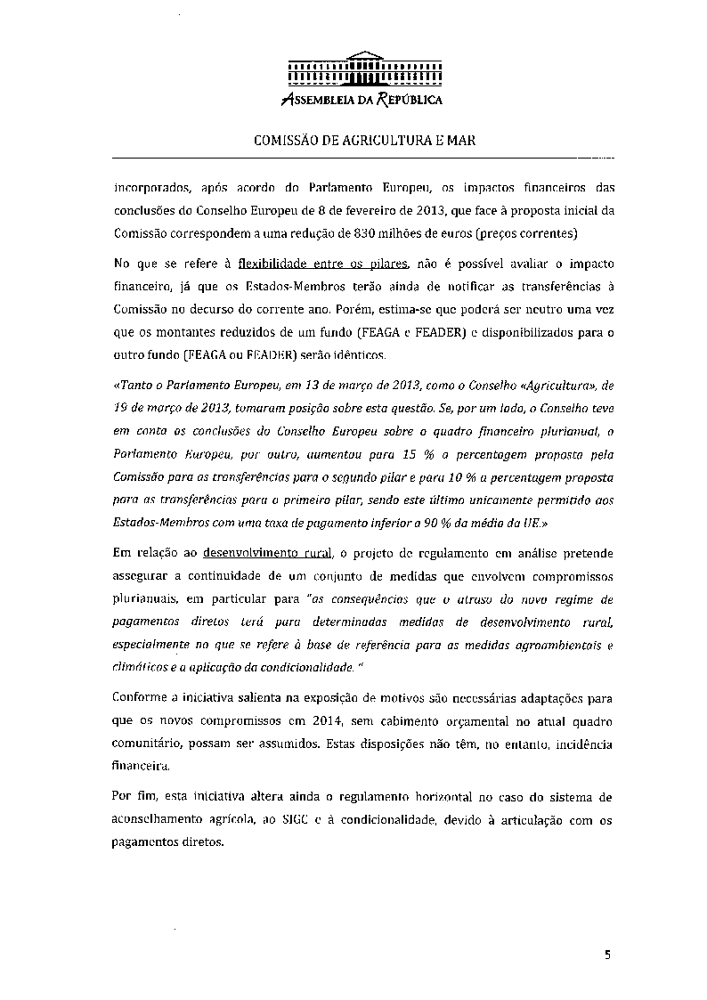 ASSEMBLEIA DA REPÚBLICA
COMISSÃO DE AGRICULTURA E MAR
incorporados, após acordo do Parlamento Europeu, os impactos financeiros das
conclusões do Conselho Europeu de 8 de fevereiro de 2013, que face à proposta inicial da
Comissão correspondem a uma redução de 830 milhões de euros (preços correntes)
No que se refere à flexibilidade entre os pilares, não é possível avaliar o impacto
financeiro, já que os Estados-Membros terão ainda de notificar as transferências à
Comissão no decurso do corrente ano. Porém, estima-se que poderá ser neutro uma vez
que os montantes reduzidos de um fundo (FEAGA e FEADER) e disponibilizados para o
outro fundo (FEAGA ou FEADER) serão idênticos.
«Tanto o Parlamento Europeu, em 13 de março de 2013, como o Conselho «Agricultura», de
19 de março de 2013, tomaram posição sobre esta questão. Se, por um lado, o Conselho teve
em conta as conclusões do Conselho Europeu sobre o quadro financeiro plurianual, o
Parlamento Europeu, por outro, aumentou para 15 % a percentagem proposta pela
Comissão para as transferências para o segundo pilar e para 10 % a percentagem proposta
para as transferências para o primeiro pilar, sendo este último unicamente permitido aos
Estados-Membros com uma taxa de pagamento inferior a 90 % da média da UE.»
Em relação ao desenvolvimento rural, o projeto de regulamento em análise pretende
assegurar a continuidade de um conjunto de medidas que envolvem compromissos
plurianuais, em particular para "as consequências que o atraso do novo regime de
pagamentos diretos terá para determinadas medidas de desenvolvimento rural,
especialmente no que se refere à base de referência para as medidas agroambientais e
climáticas e a aplicação da condicionalidade. "
Conforme a iniciativa salienta na exposição de motivos são necessárias adaptações para
que os novos compromissos em 2014, sem cabimento orçamental no atual quadro
comunitário, possam ser assumidos. Estas disposições não têm, no entanto, incidência
financeira.
Por fim, esta iniciativa altera ainda o regulamento horizontal no caso do sistema de
aconselhamento agrícola, ao SIGC e à condicionalidade, devido à articulação com os
pagamentos diretos.
5